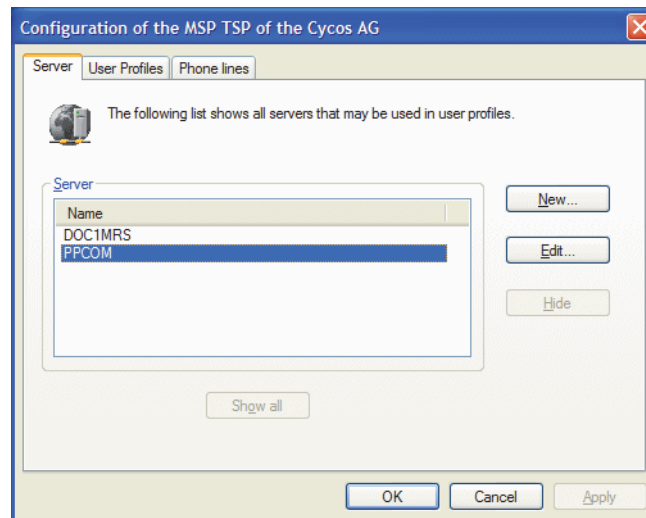 Configuration of the MSP TSP of the Cycos AG
Server User Profiles Phone lines
The following list shows all servers that may be used in user profiles.
Server
New...
Name
DOC1MRS
PPCOM
Edit...
Hide
Show all
OK Cancel Apply